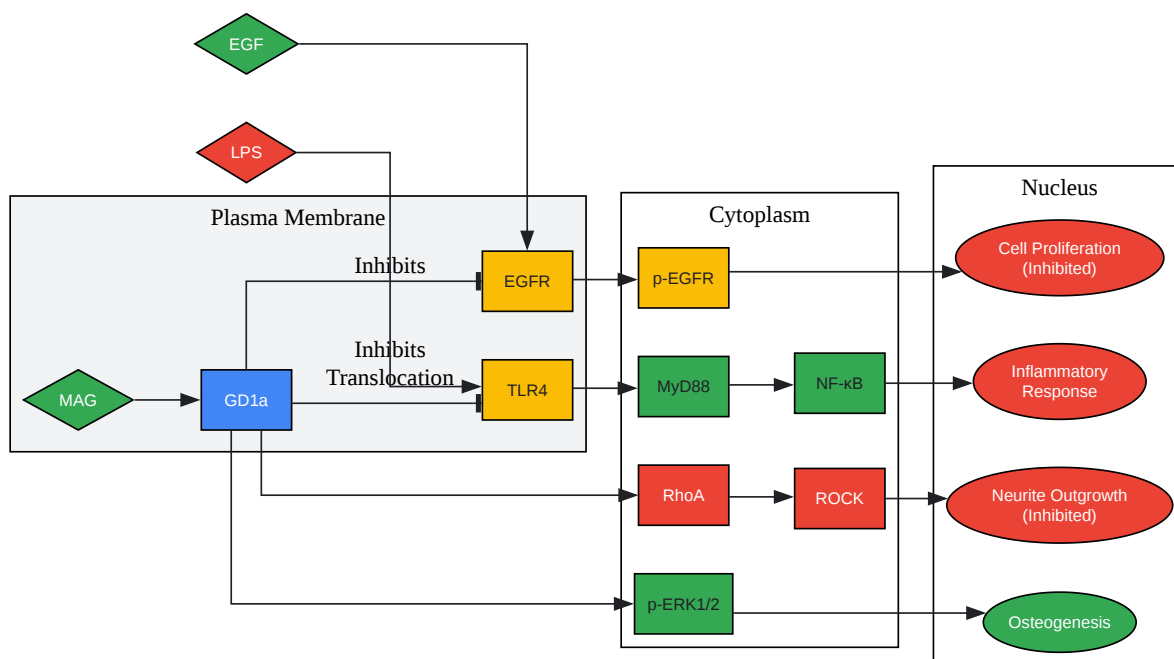 EGF
LPS
Plasma Membrane
Cytoplasm
Nucleus
Inhibits
EGFR
p-EGFR
Cell Proliferation
(Inhibited)
Inhibits
Translocation
MAG
GD1a
TLR4
MyD88
NF-κB
Inflammatory
Response
RhoA
ROCK
Neurite Outgrowth
(Inhibited)
p-ERK1/2
Osteogenesis